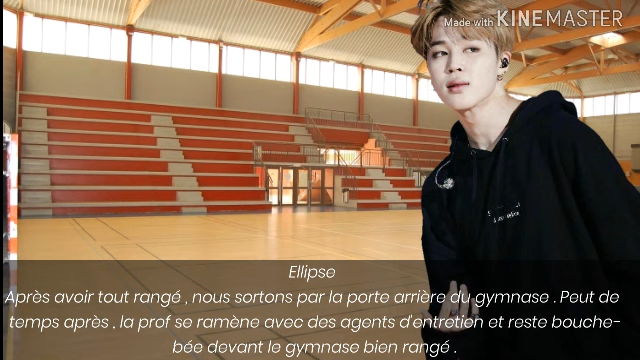 Made with KINEMASTER
Ellipse
Après avoir tout rangé , nous sortons par la porte arrière du gymnase . Peut de
temps après , la prof se ramène avec des agents d'entretien et reste bouche-
bée devant le gymnase bien rangé .